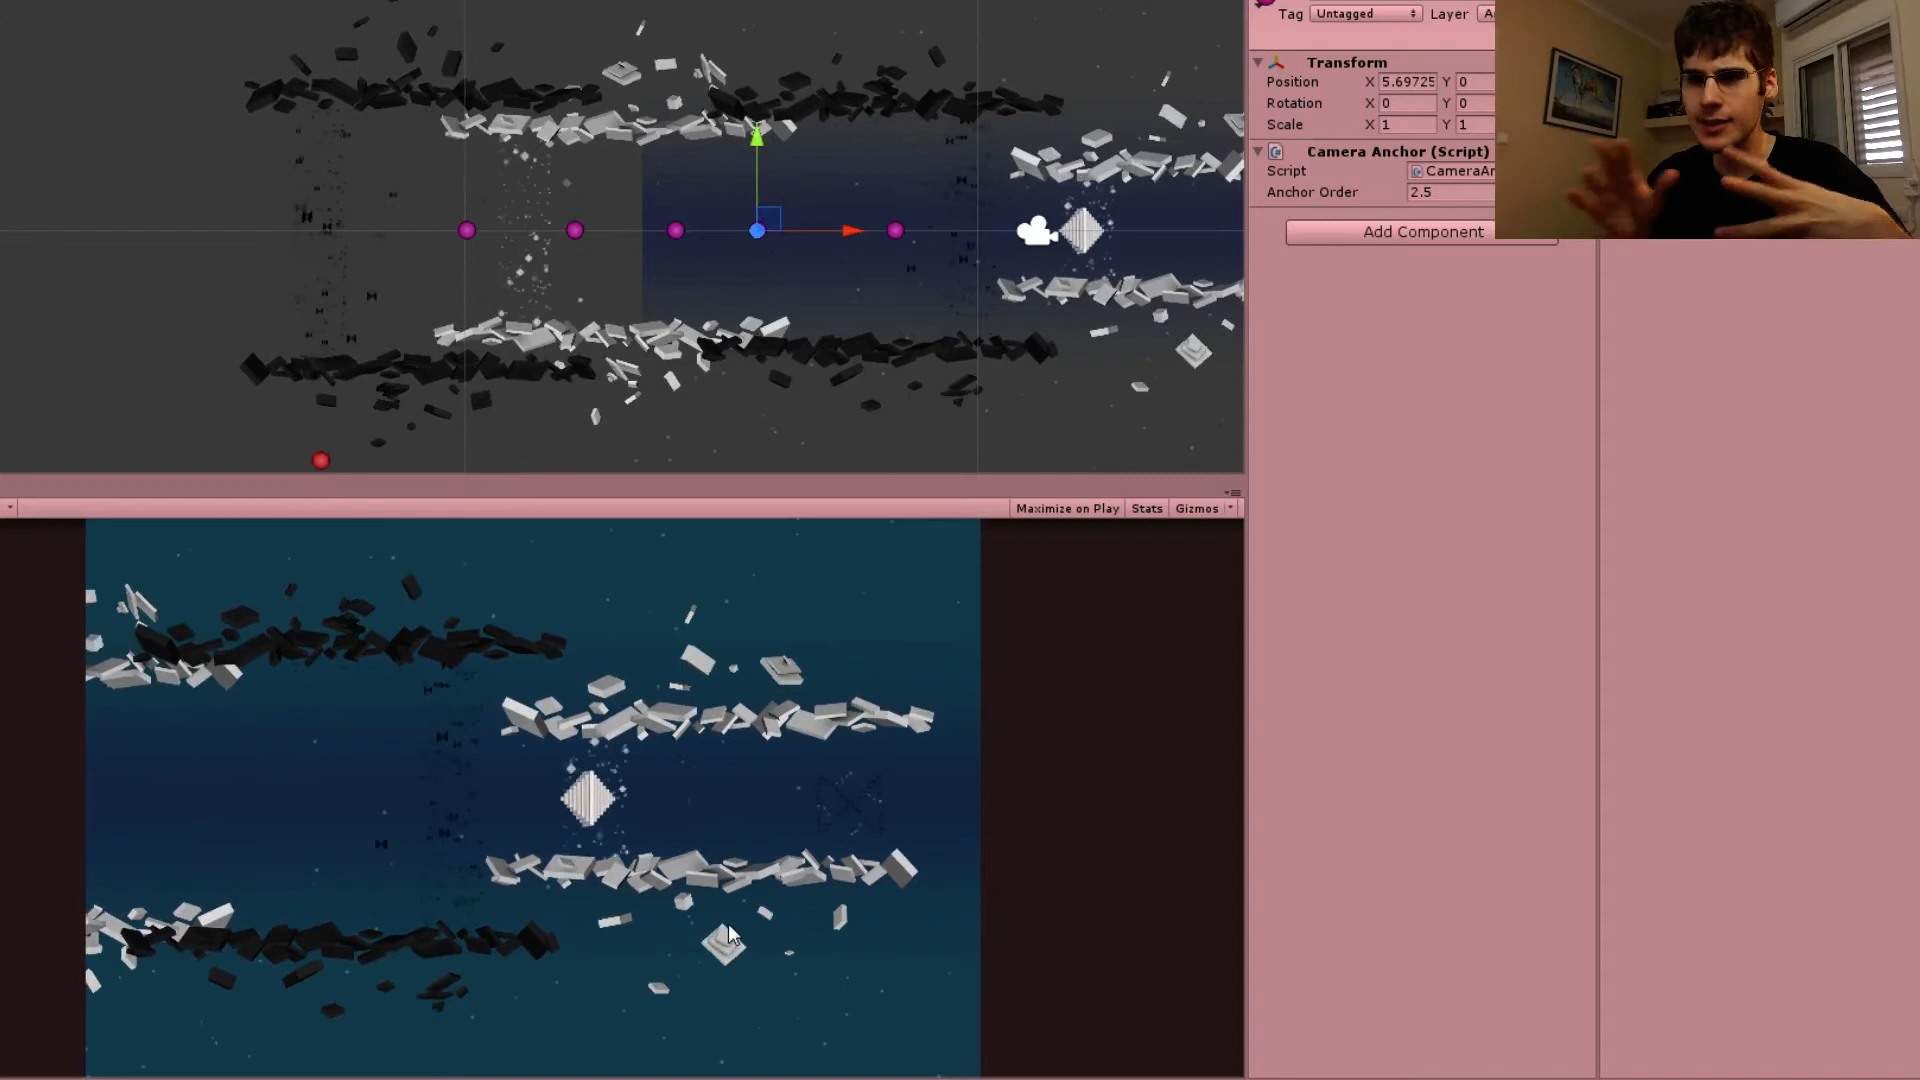 Tag Untagged Layer
Transform
Position X 5.69725 Y 0
Rotation X 0 Y 0
Scale X 1 Y 1
Camera Anchor (Script)
Script CameraAn
Anchor Order 2.5
Add Component
Maximize on Play Stats Gizmos